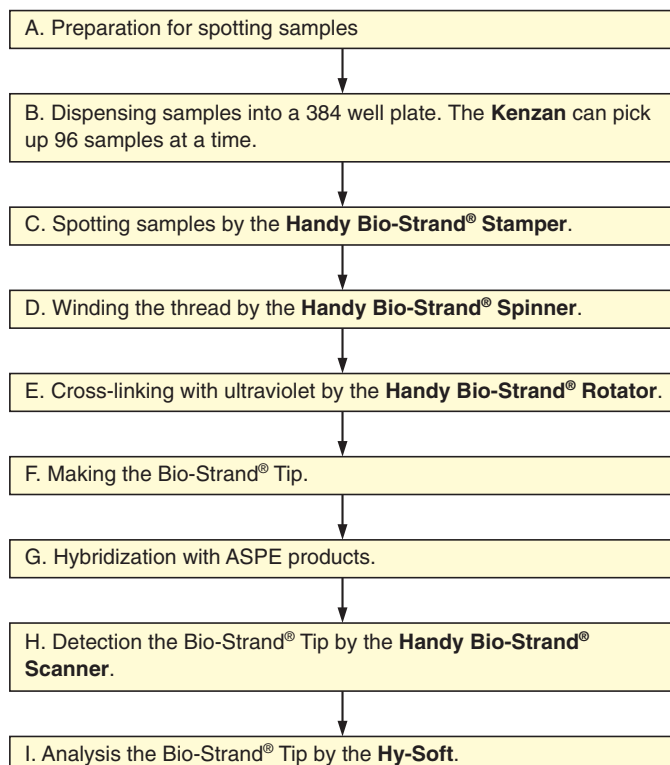 A. Preparation for spotting samples
B. Dispensing samples into a 384 well plate. The Kenzan can pick
up 96 samples at a time.
C. Spotting samples by the Handy Bio-Strand® Stamper.
D. Winding the thread by the Handy Bio-Strand® Spinner.
E. Cross-linking with ultraviolet by the Handy Bio-Strand® Rotator.
F. Making the Bio-Strand® Tip.
G. Hybridization with ASPE products.
H. Detection the Bio-Strand® Tip by the Handy Bio-Strand®
Scanner.
I. Analysis the Bio-Strand® Tip by the Hy-Soft.